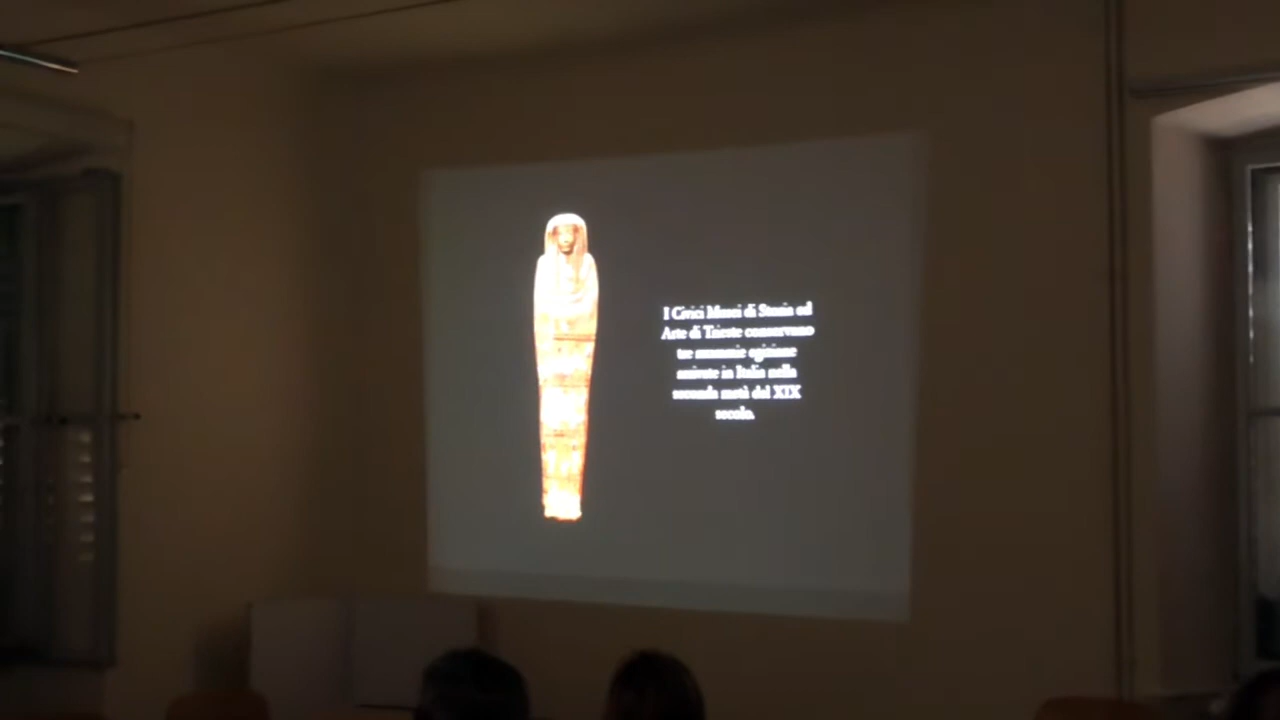 I Civici Musei di Storia ed
Arte di Trieste conservano
tre mummie egiziane
arrivate in Italia nella
seconda metà del XIX
secolo.